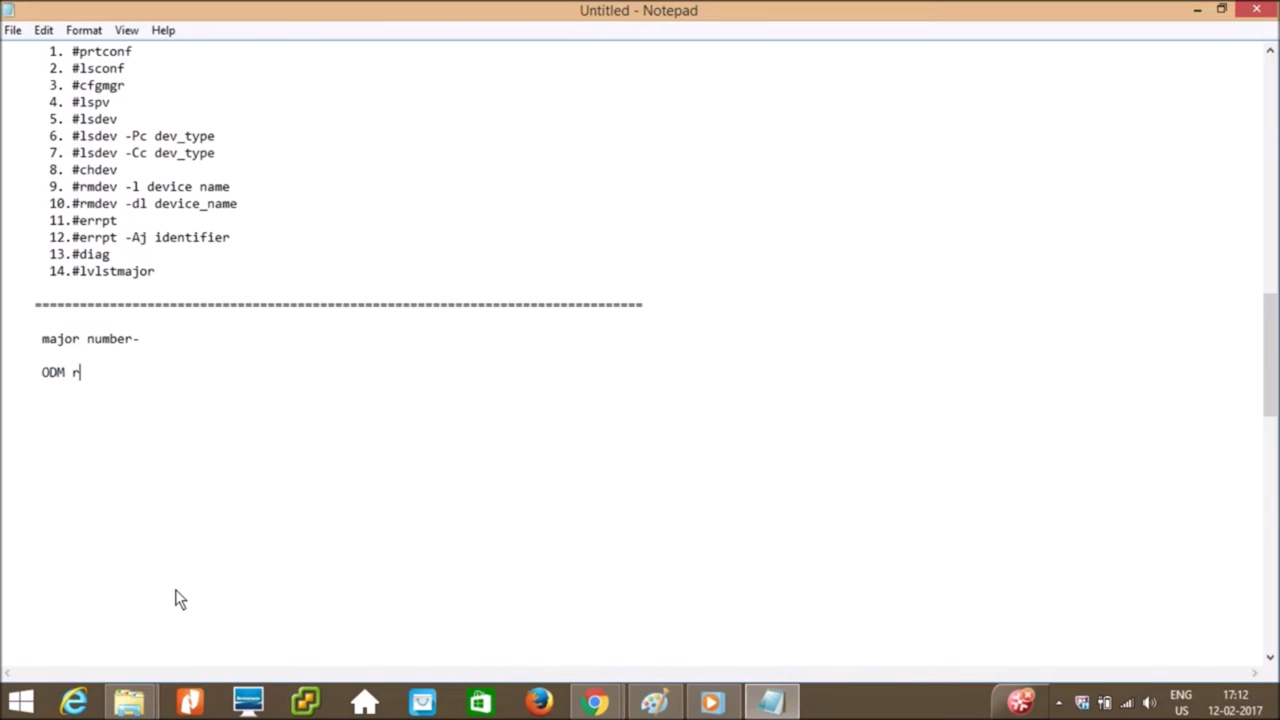 Untitled - Notepad
File Edit Format View Help
1. #prtconf
2. #lsconf
3. #cfgmgr
4. #lspv
5. #lsdev
6. #lsdev -Pc dev_type
7. #lsdev -Cc dev_type
8. #chdev
9. #rmdev -l device name
10.#rmdev -dl device_name
11.#errpt
12.#errpt -Aj identifier
13.#diag
14.#lvlstmajor
=================================================================================
major number-
ODM r
ENG 17:12
US 12-02-2017